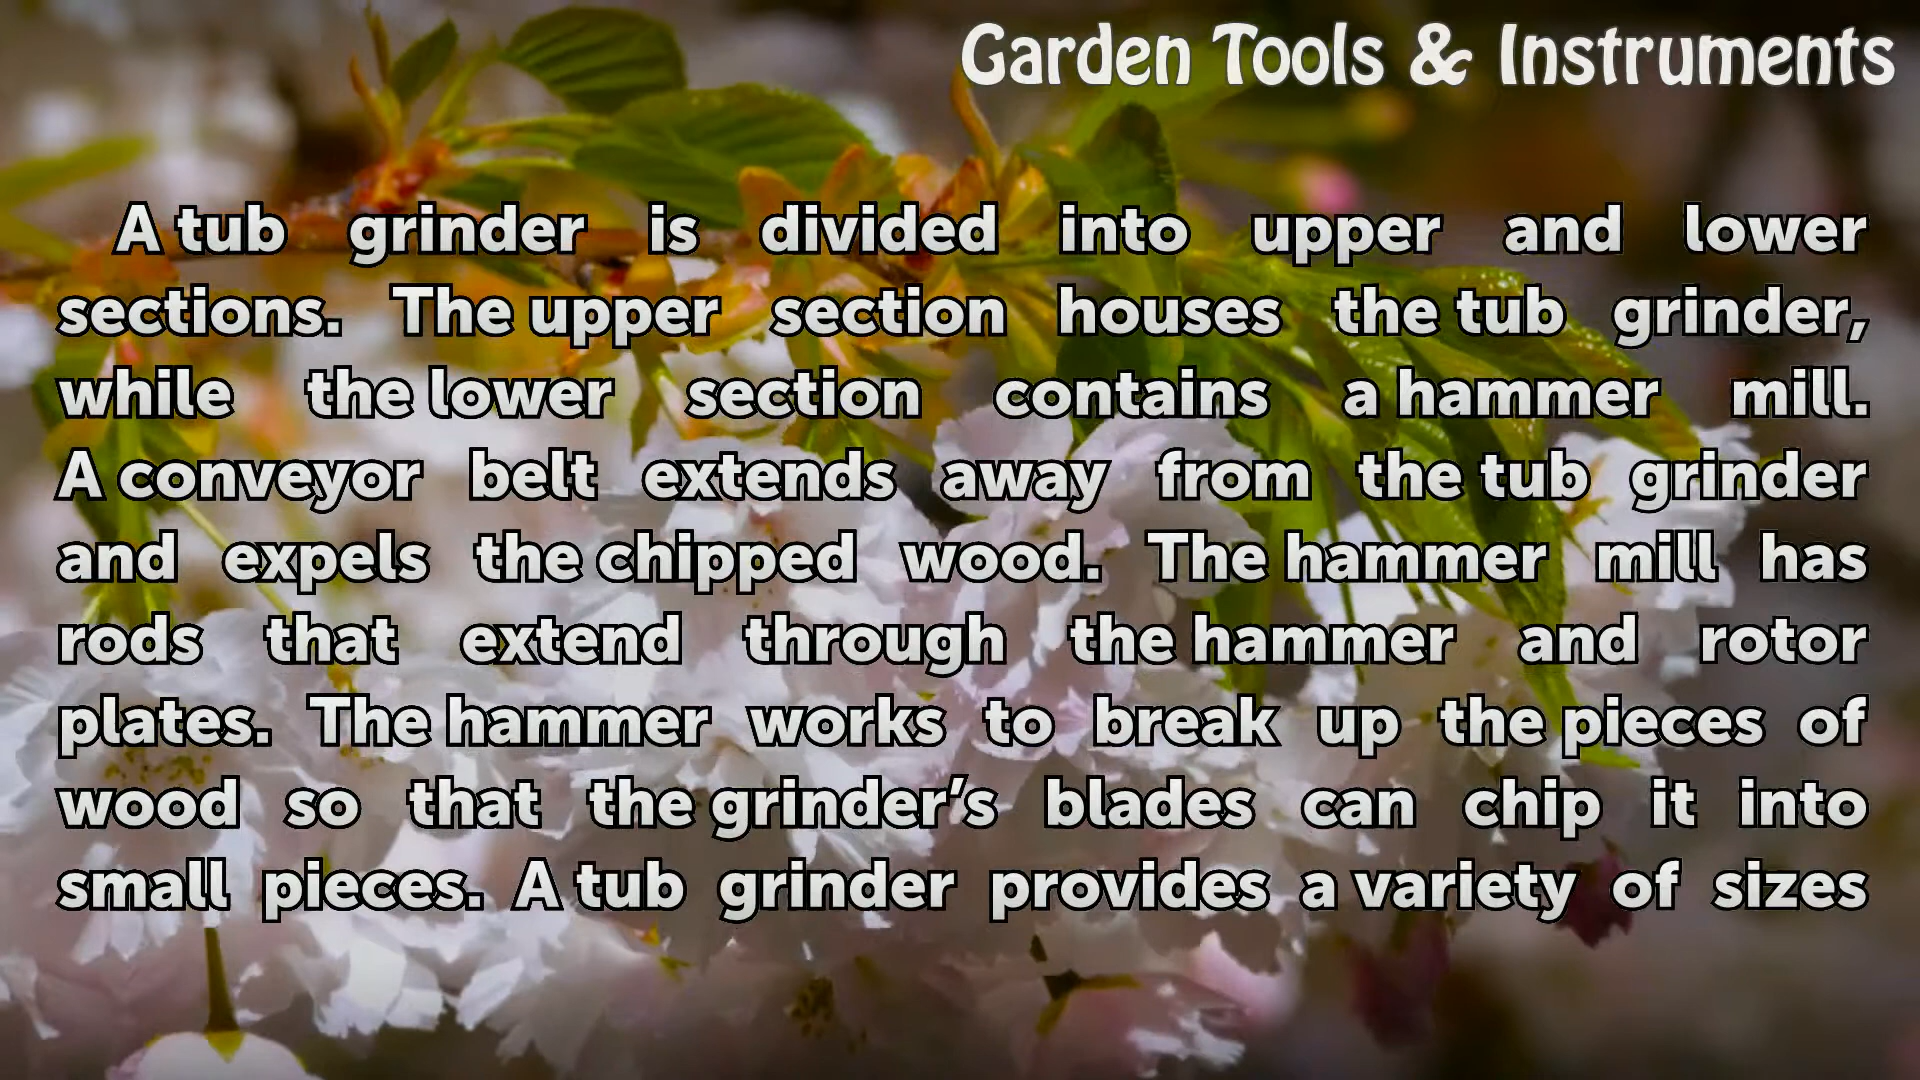 Garden Tools & Instruments
A tub grinder is divided into upper and lower
sections. The upper section houses the tub grinder,
while the lower section contains a hammer mill.
A conveyor belt extends away from the tub grinder
and expels the chipped wood. The hammer mill has
rods that extend through the hammer and rotor
plates. The hammer works to break up the pieces of
wood so that the grinder’s blades can chip it into
small pieces. A tub grinder provides a variety of sizes